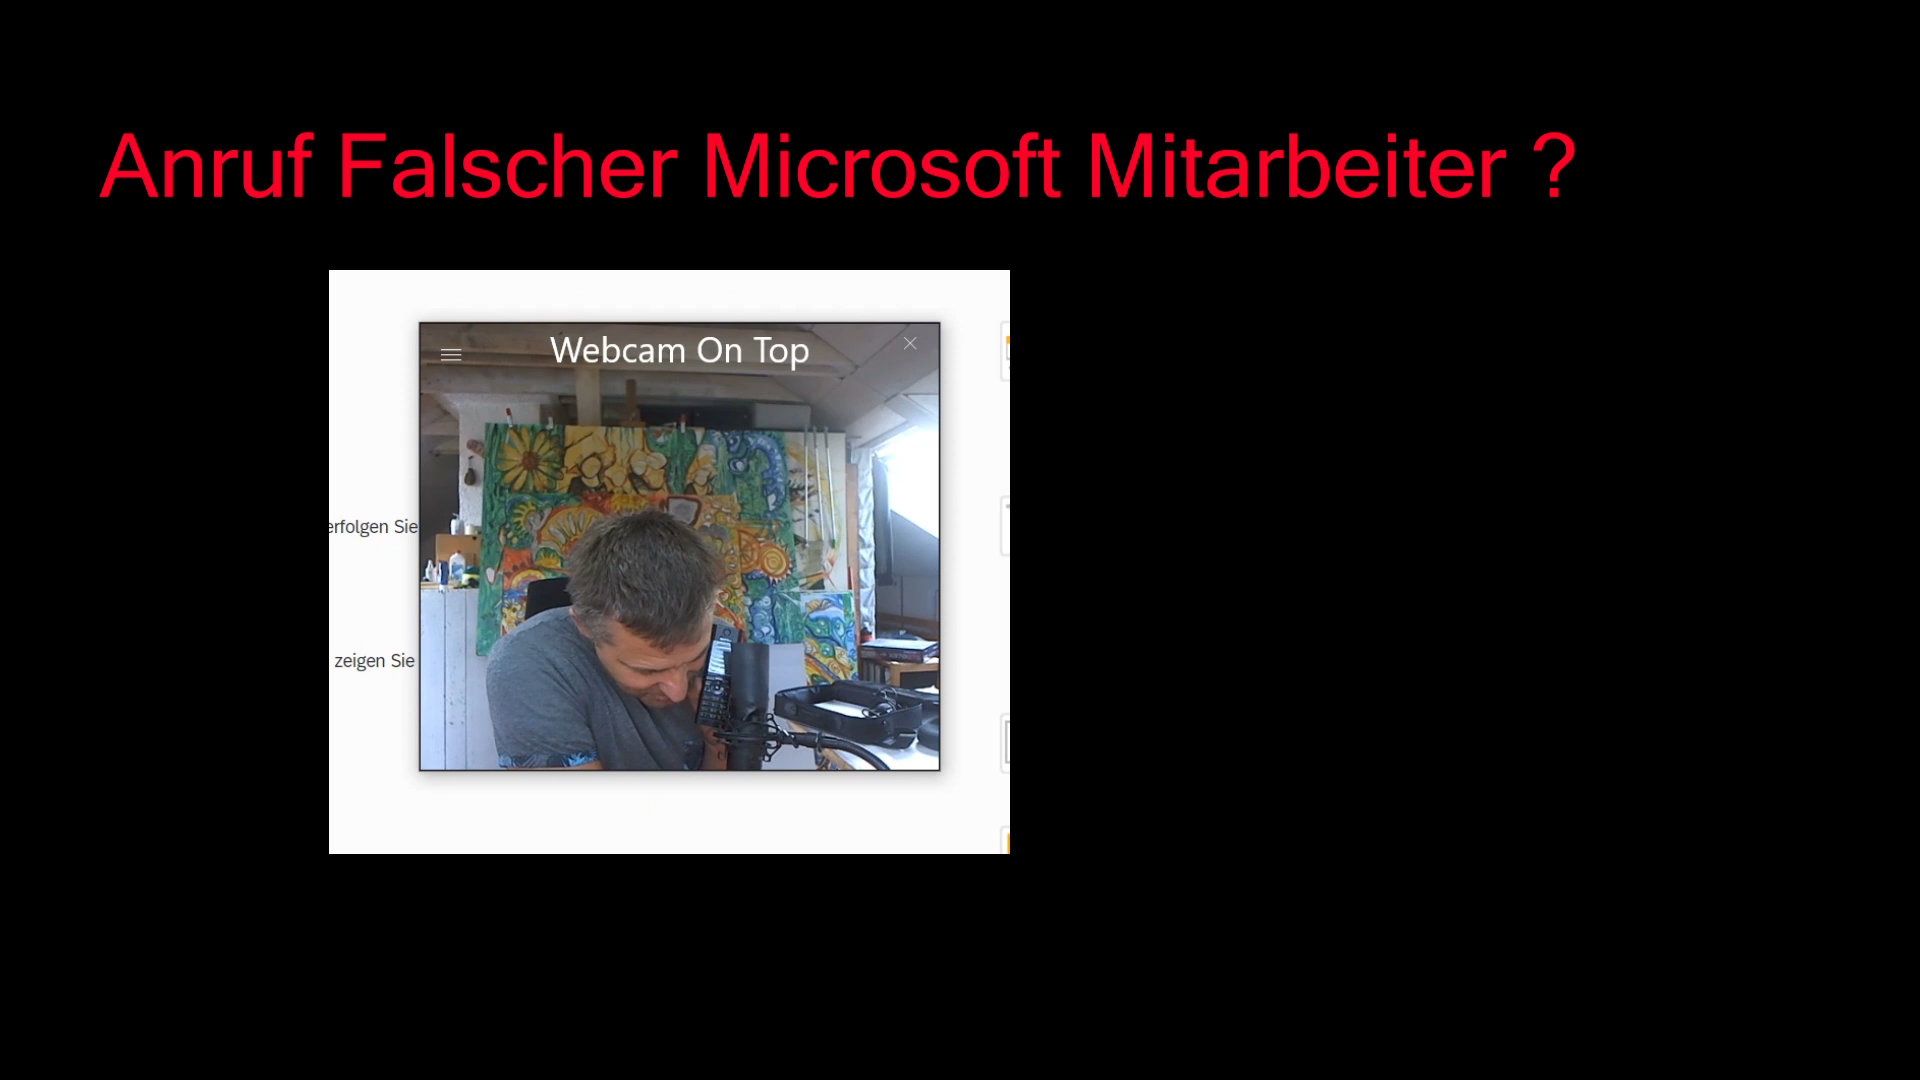 Anruf Falscher Microsoft Mitarbeiter ?
Webcam On Top
erfolgen Sie
zeigen Sie